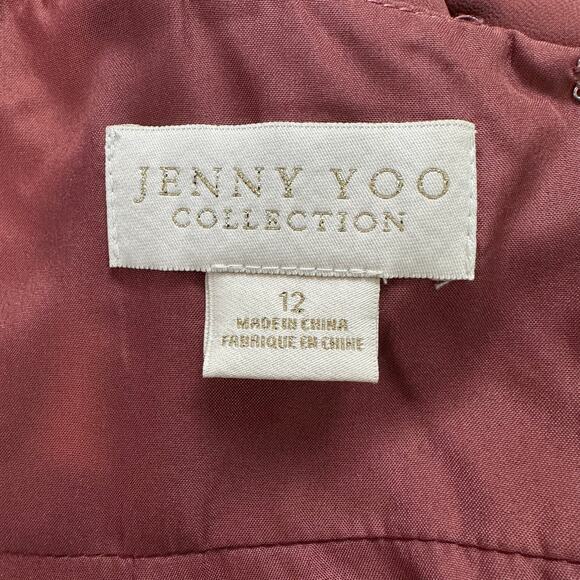 JENNY YOO
COLLECTION
12
MADE IN CHINA
FABRIQUE EN CHINE